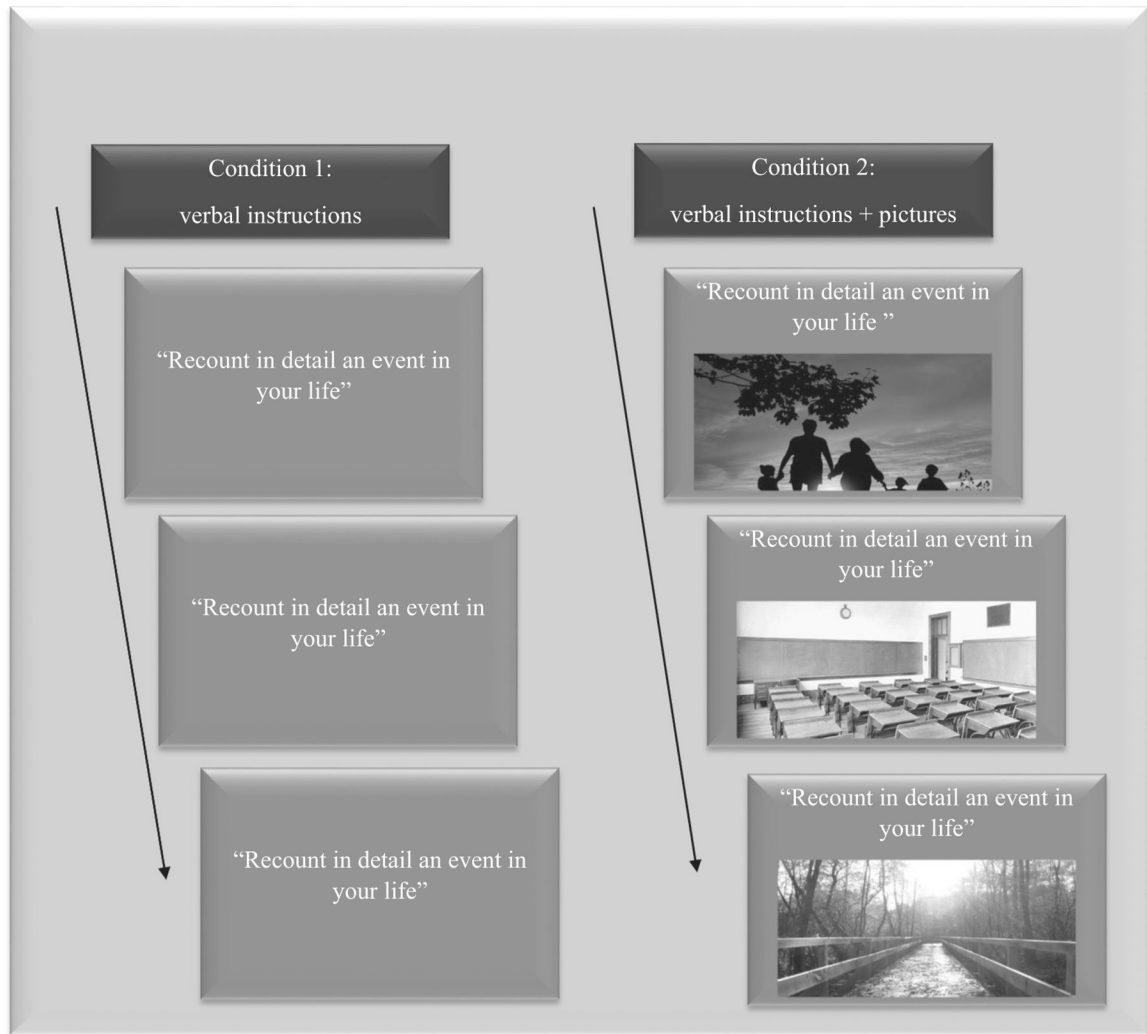 Condition 1:
verbal instructions
“Recount in detail an event in
your life”
“Recount in detail an event in
your life”
“Recount in detail an event in
your life”
Condition 2:
verbal instructions + pictures
“Recount in detail an event in
your life ”
“Recount in detail an event in
your life”
“Recount in detail an event in
your life”